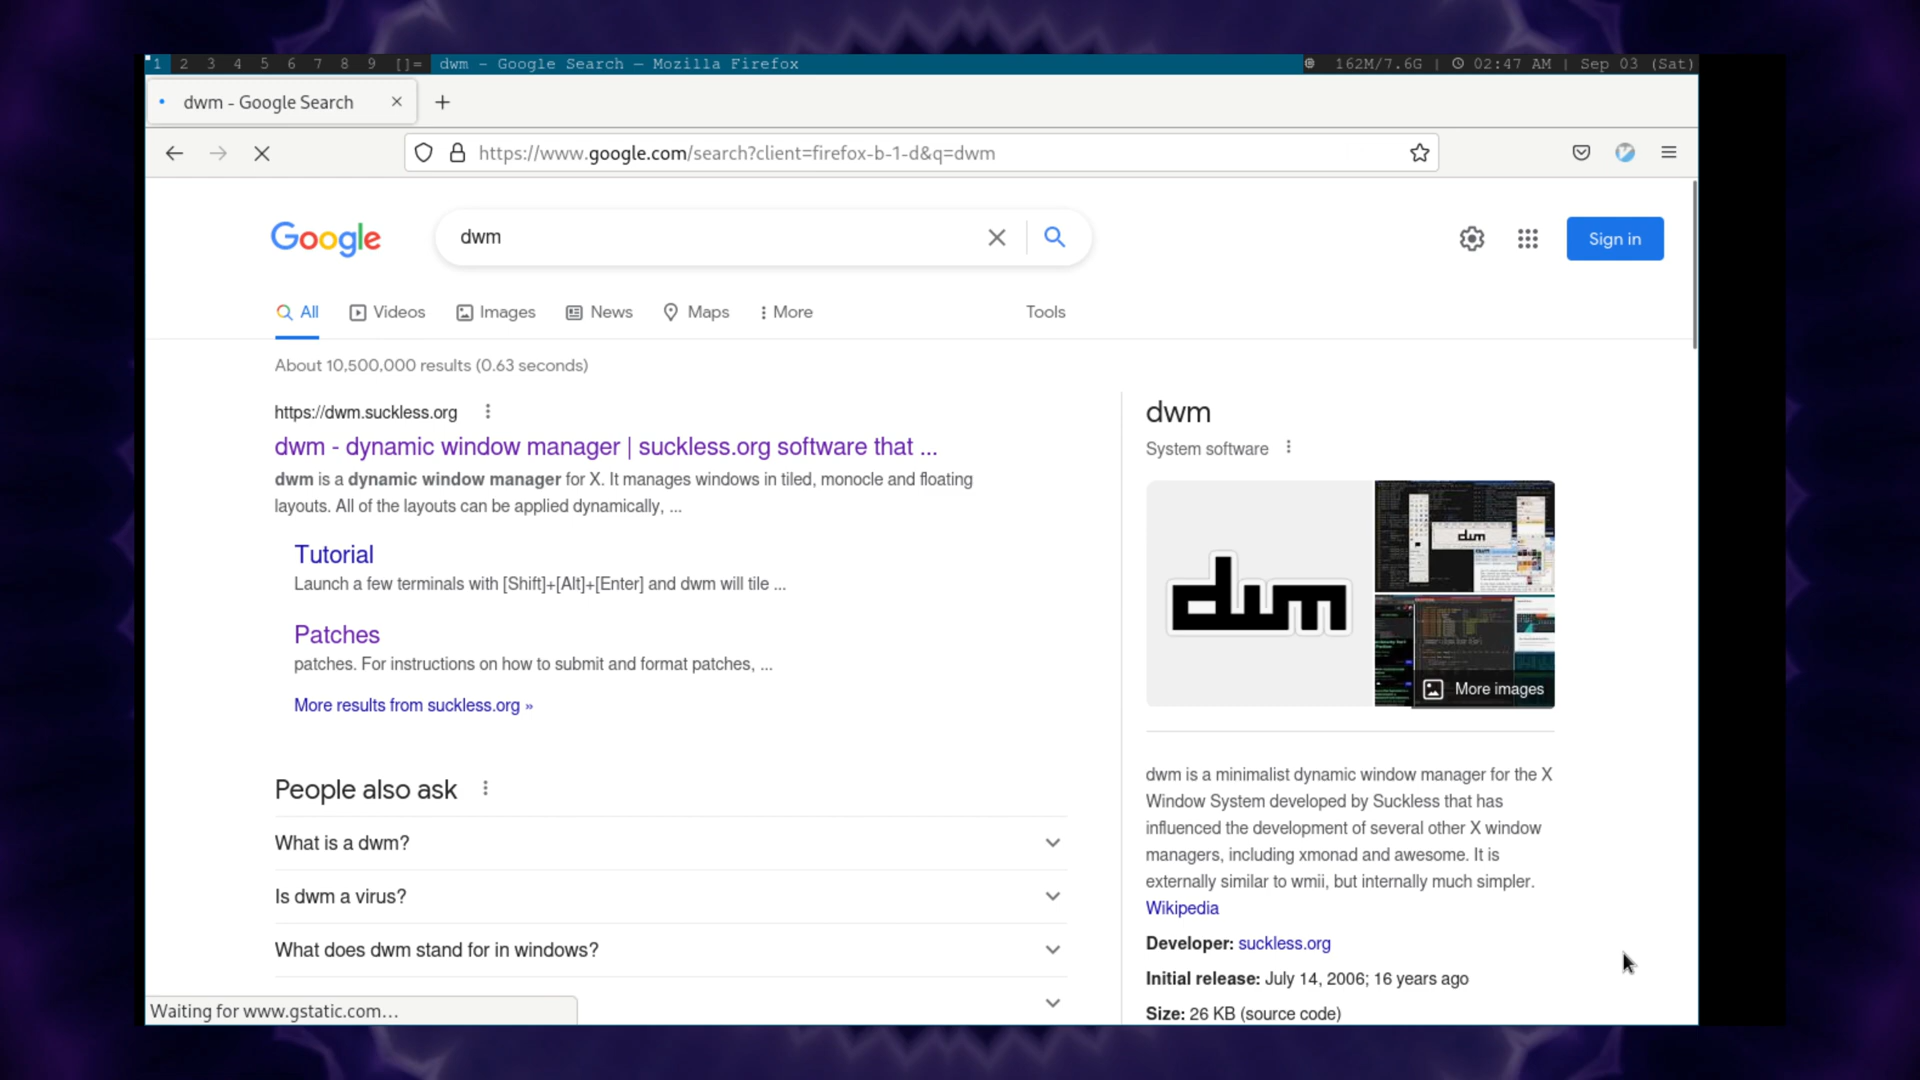 1 2 3 4 5 6 7 8 9 []= dwm - Google Search — Mozilla Firefox 162M/7.6G | 02:47 AM | Sep 03 (Sat)
dwm - Google Search
https://www.google.com/search?client=firefox-b-1-d&q=dwm
Google dwm Sign in
All Videos Images News Maps More Tools
About 10,500,000 results (0.63 seconds)
https://dwm.suckless.org
dwm - dynamic window manager | suckless.org software that ...
dwm is a dynamic window manager for X. It manages windows in tiled, monocle and floating
layouts. All of the layouts can be applied dynamically, ...
Tutorial
Launch a few terminals with [Shift]+[Alt]+[Enter] and dwm will tile ...
Patches
patches. For instructions on how to submit and format patches, ...
More results from suckless.org »
People also ask
What is a dwm?
Is dwm a virus?
What does dwm stand for in windows?
Waiting for www.gstatic.com...
dwm
System software
dwm
dwm
More images
dwm is a minimalist dynamic window manager for the X
Window System developed by Suckless that has
influenced the development of several other X window
managers, including xmonad and awesome. It is
externally similar to wmii, but internally much simpler.
Wikipedia
Developer: suckless.org
Initial release: July 14, 2006; 16 years ago
Size: 26 KB (source code)